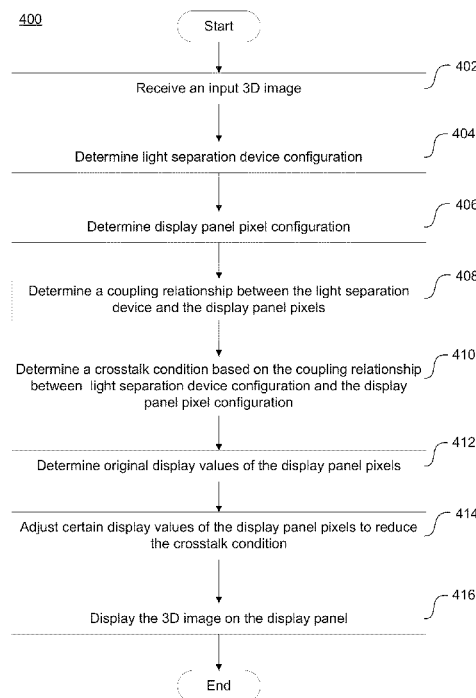 400
Start
402
Receive an input 3D image
404
Determine light separation device configuration
406
Determine display panel pixel configuration
408
Determine a coupling relationship between the light separation
device and the display panel pixels
410
Determine a crosstalk condition based on the coupling relationship
between light separation device configuration and the display
panel pixel configuration
412
Determine original display values of the display panel pixels
414
Adjust certain display values of the display panel pixels to reduce
the crosstalk condition
416
Display the 3D image on the display panel
End